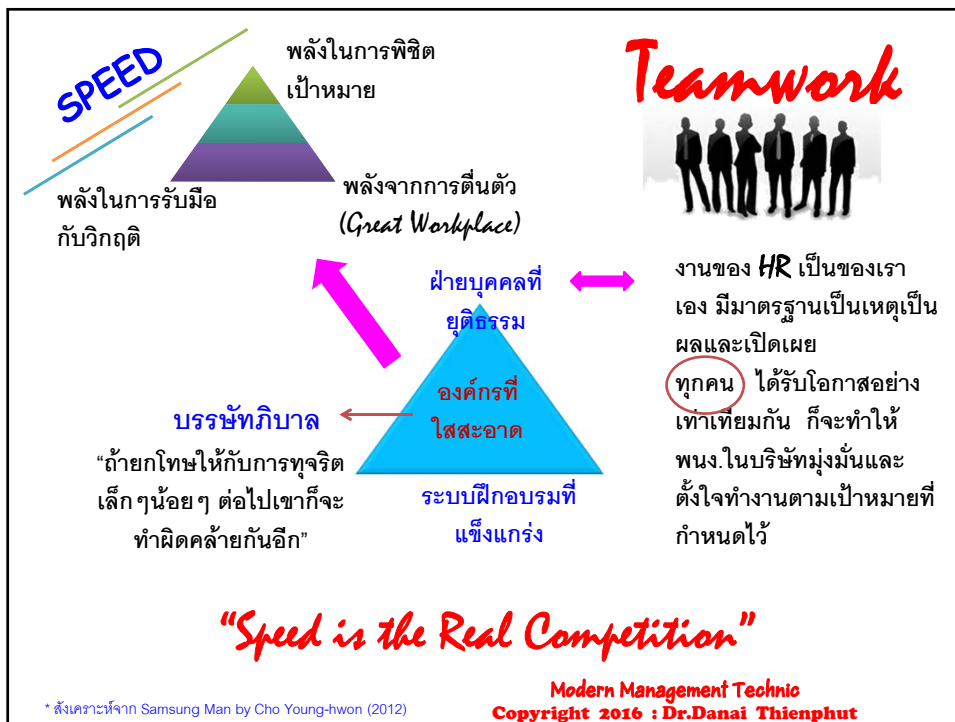 SPEED
พลังในการพิชิต
เป้าหมาย
Teamwork
พลังในการรับมือ
กับวิกฤติ
พลังจากการตื่นตัว
(Great Workplace)
ฝ่ายบุคคลที่
ยุติธรรม
งานของ HR เป็นของเรา
เอง มีมาตรฐานเป็นเหตุเป็น
ผลและเปิดเผย
ทุกคน ได้รับโอกาสอย่าง
เท่าเทียมกัน ก็จะทำให้
พนง.ในบริษัทมุ่งมั่นและ
ตั้งใจทำงานตามเป้าหมายที่
กำหนดไว้
องค์กรที่
ใสสะอาด
บรรษัทภิบาล
“ถ้ายกโทษให้กับการทุจริต
เล็กๆน้อยๆ ต่อไปเขาก็จะ
ทำผิดคล้ายกันอีก”
ระบบฝึกอบรมที่
แข็งแกร่ง
“Speed is the Real Competition”
* สังเคราะห์จาก Samsung Man by Cho Young-hwon (2012)
Modern Management Technic
Copyright 2016 : Dr.Danai Thienphut